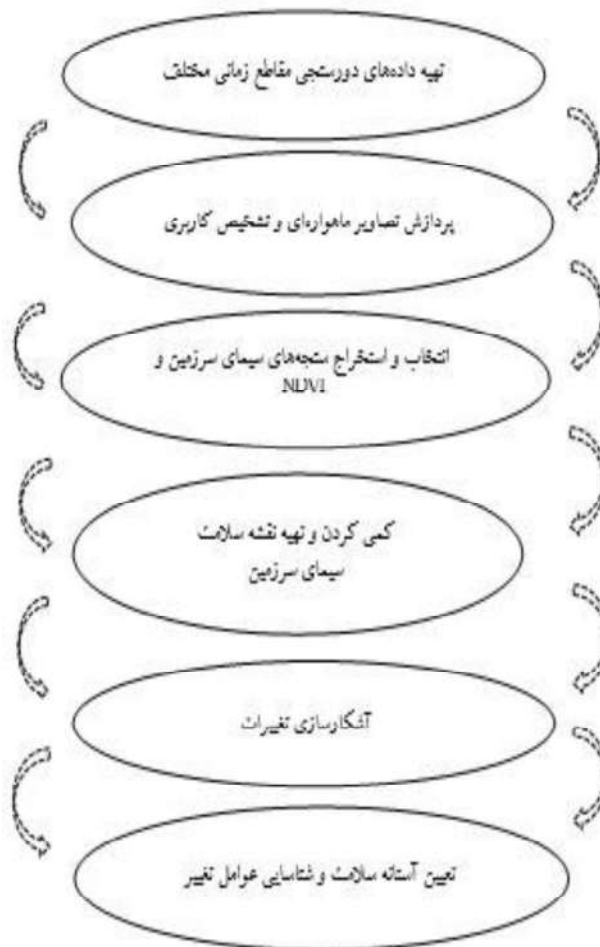 تهیه داده‌های دورسنجی مقاطع زمانی مختلف
پردازش تصاویر ماهواره‌ای و تشخیص کاربری
انتخاب و استخراج سنجه‌های سیمای سرزمین و
NDVI
کمی کردن و تهیه نقشه سلامت
سیمای سرزمین
آشکارسازی تغییرات
تعیین آستانه سلامت و شناسایی عوامل تغییر